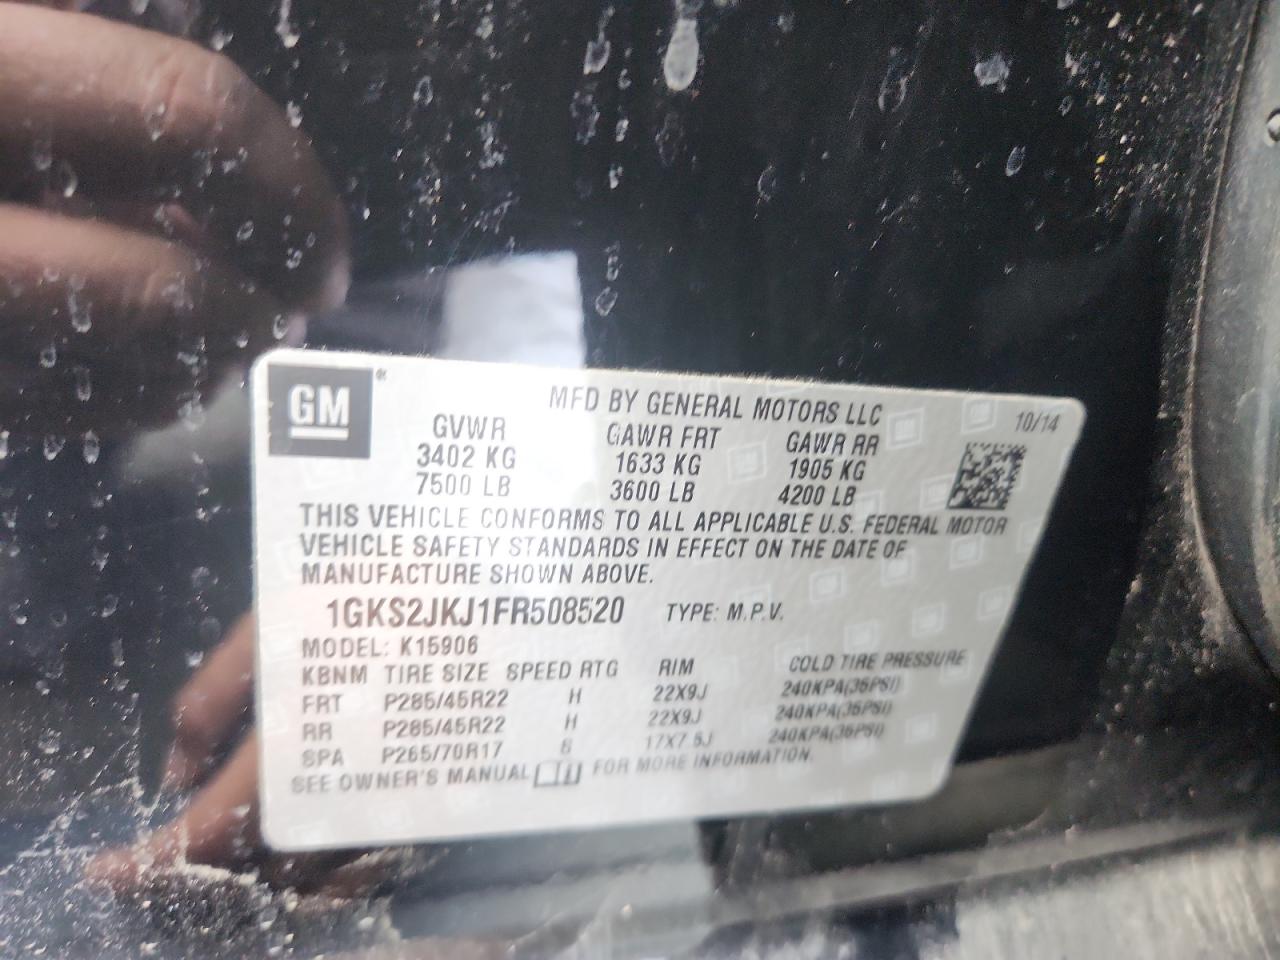 GM®
MFD BY GENERAL MOTORS LLC
10/14
GVWR GAWR FRT GAWR RR
3402 KG 1633 KG 1905 KG
7500 LB 3600 LB 4200 LB
THIS VEHICLE CONFORMS TO ALL APPLICABLE U.S. FEDERAL MOTOR
VEHICLE SAFETY STANDARDS IN EFFECT ON THE DATE OF
MANUFACTURE SHOWN ABOVE.
1GKS2JKJ1FR508520 TYPE: M.P.V.
MODEL: K15906
KBNM TIRE SIZE SPEED RTG RIM COLD TIRE PRESSURE
FRT P285/45R22 H 22X9J 240KPA(35PSI)
RR P285/45R22 H 22X9J 240KPA(35PSI)
SPA P265/70R17 S 17X7.5J 240KPA(35PSI)
SEE OWNER'S MANUAL FOR MORE INFORMATION.